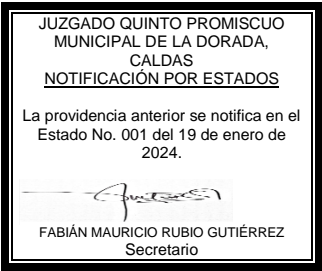 JUZGADO QUINTO PROMISCUO
MUNICIPAL DE LA DORADA,
CALDAS
NOTIFICACIÓN POR ESTADOS
La providencia anterior se notifica en el
Estado No. 001 del 19 de enero de
2024.
FABIÁN MAURICIO RUBIO GUTIÉRREZ
Secretario